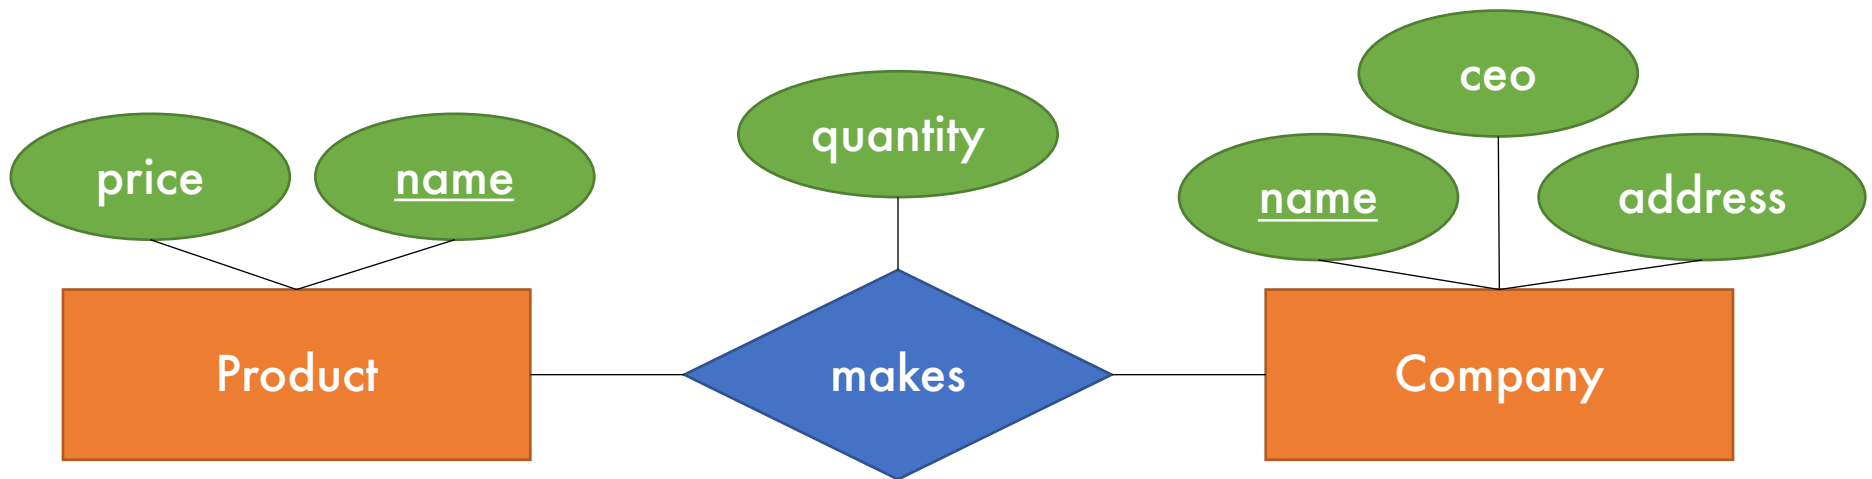 ceo
quantity
price
name
name
address
Product
makes
Company